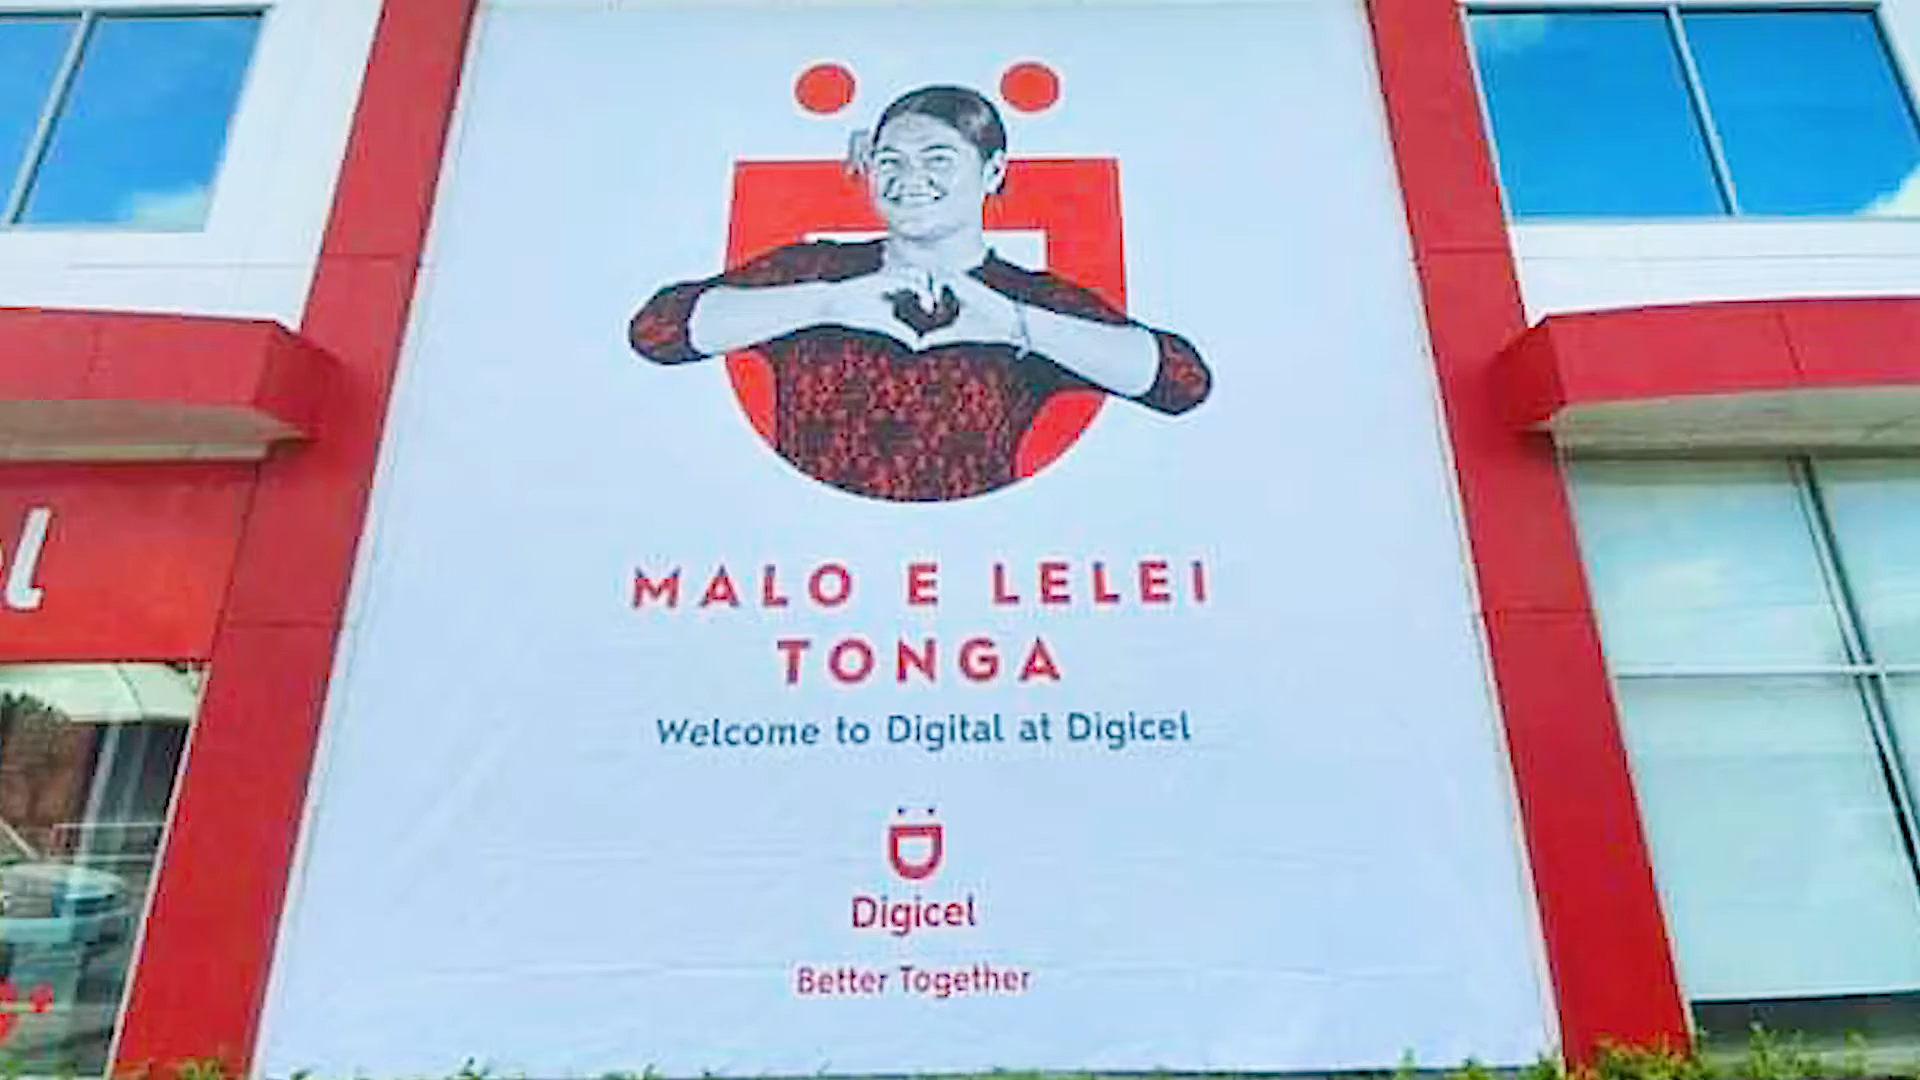 MALO E LELEI
TONGA
Welcome to Digital at Digicel
Digicel
Better Together